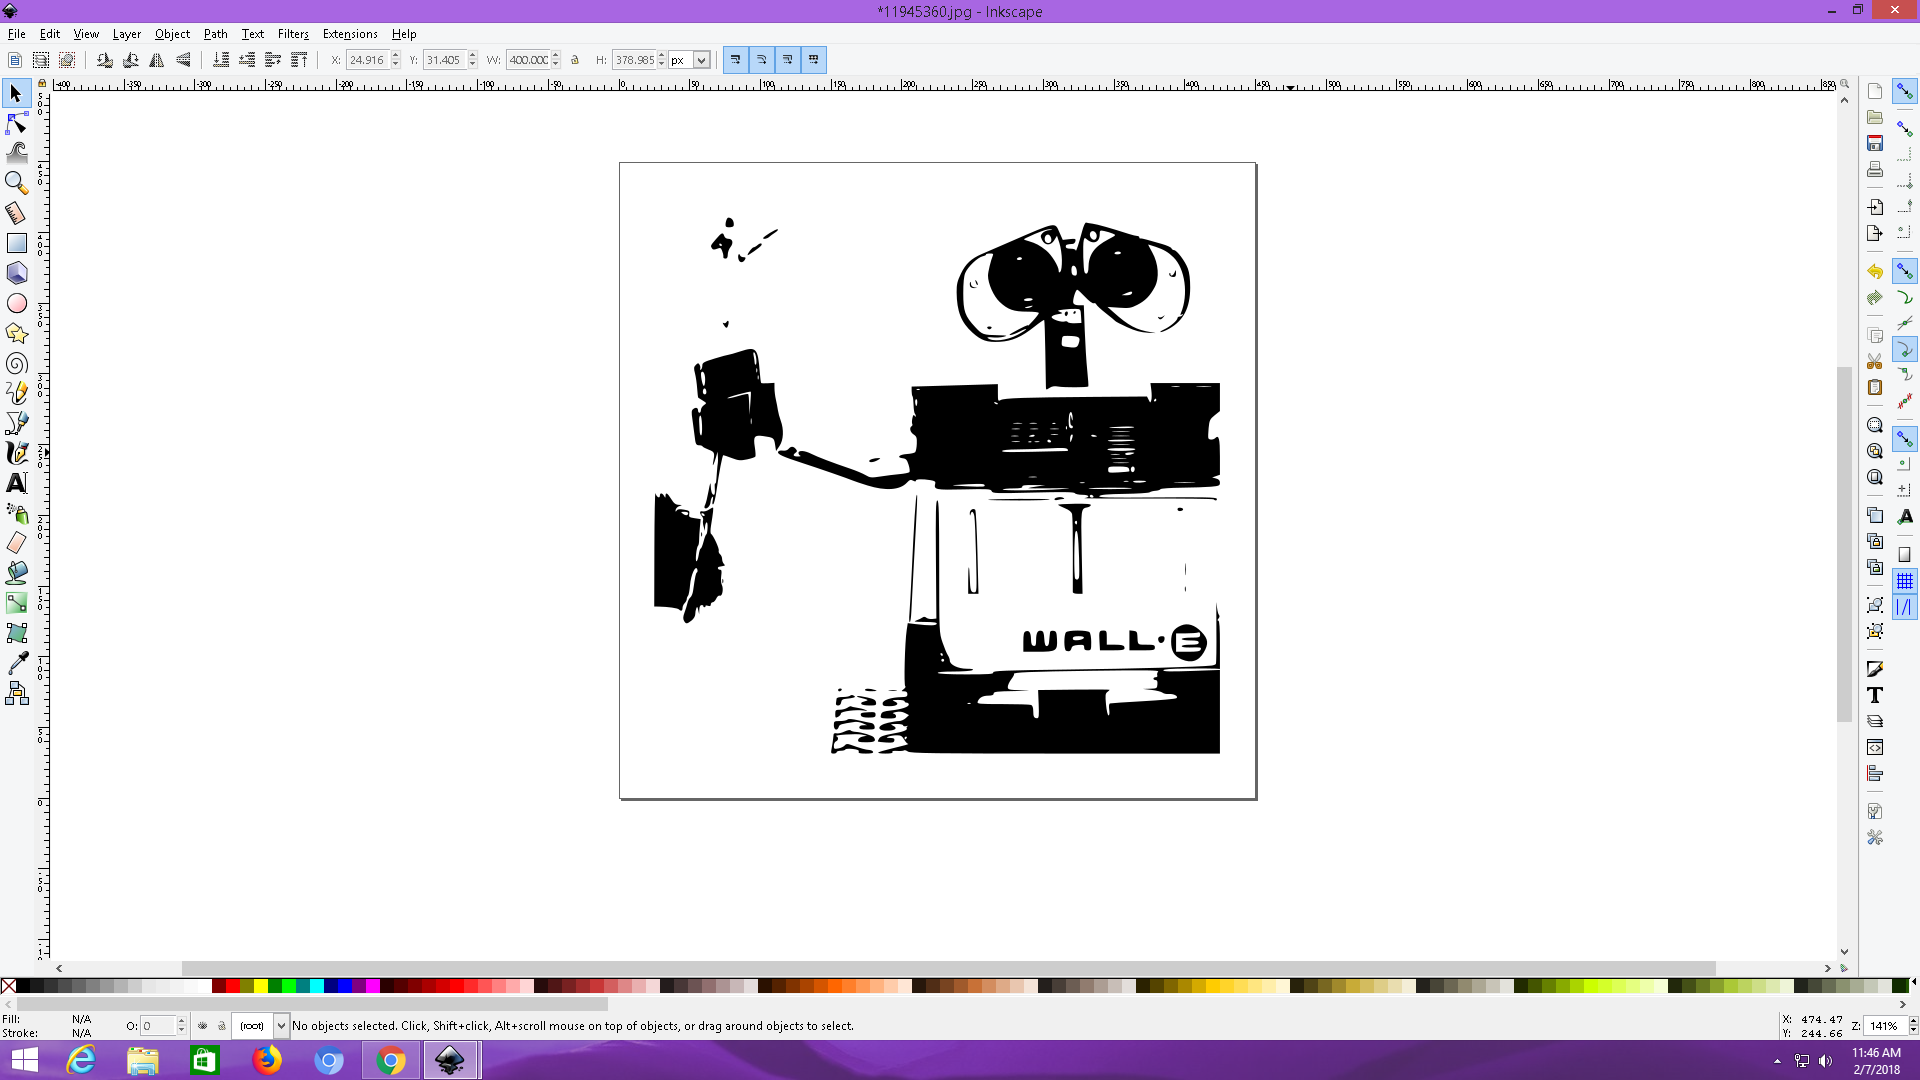 *11945360.jpg - Inkscape
File Edit View Layer Object Path Text Filters Extensions Help
X: 24.916 Y: 31.405 W: 400.000 H: 378.985 px
WALL·E
Fill: N/A
Stroke: N/A
O: 0
(root)
No objects selected. Click, Shift+click, Alt+scroll mouse on top of objects, or drag around objects to select.
X: 474.47
Y: 244.66
Z: 141%
11:46 AM
2/7/2018